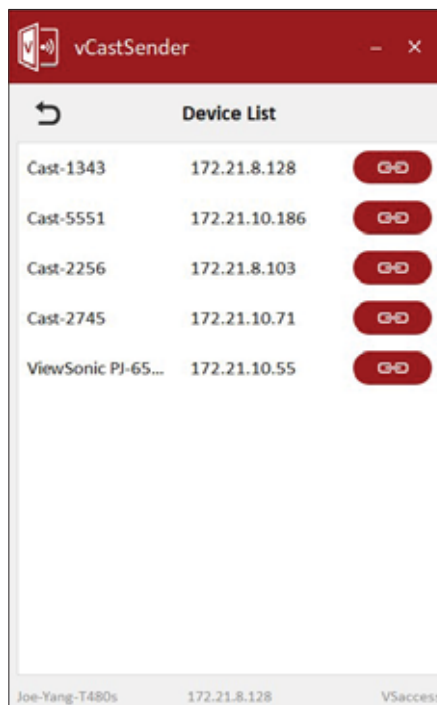 vCastSender
Device List
Cast-1343 172.21.8.128
Cast-5551 172.21.10.186
Cast-2256 172.21.8.103
Cast-2745 172.21.10.71
ViewSonic PJ-65... 172.21.10.55
Joe-Yang-T480s 172.21.8.128 VSaccess